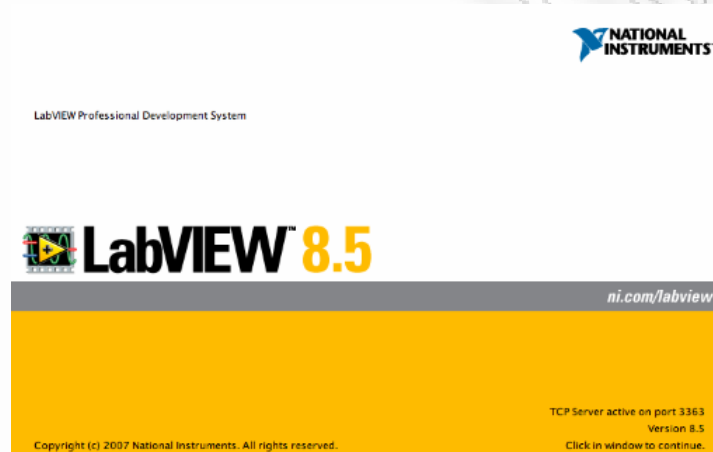 NATIONAL
INSTRUMENTS
LabVIEW Professional Development System
LabVIEW™ 8.5
ni.com/labview
TCP Server active on port 3363
Version 8.5
Copyright (c) 2007 National Instruments. All rights reserved.
Click in window to continue.